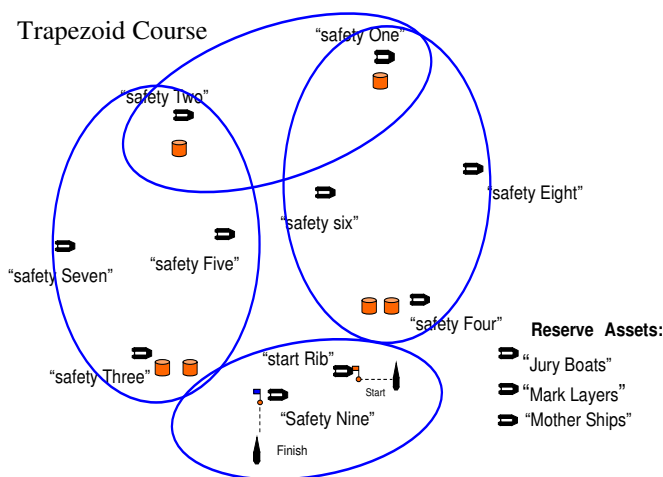 Trapezoid Course
“safety One”
“safety Two”
“safety Eight”
“safety six”
“safety Five”
“safety Seven”
“safety Four”
Reserve Assets:
“start Rib”
“Jury Boats”
“safety Three”
Start
“Mark Layers”
“Safety Nine”
“Mother Ships”
Finish